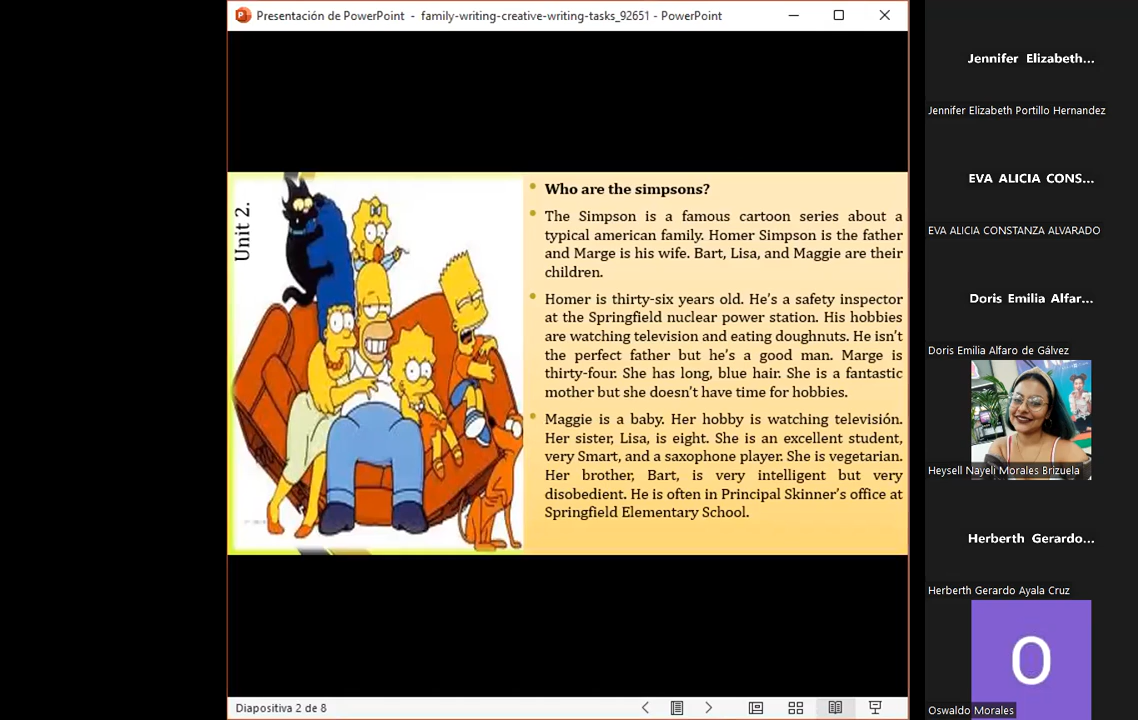 Presentación de PowerPoint - family-writing-creative-writing-tasks_92651 - PowerPoint
Unit 2.
Who are the simpsons?
The Simpson is a famous cartoon series about a
typical american family. Homer Simpson is the father
and Marge is his wife. Bart, Lisa, and Maggie are their
children.
Homer is thirty-six years old. He's a safety inspector
at the Springfield nuclear power station. His hobbies
are watching television and eating doughnuts. He isn't
the perfect father but he's a good man. Marge is
thirty-four. She has long, blue hair. She is a fantastic
mother but she doesn't have time for hobbies.
Maggie is a baby. Her hobby is watching televisión.
Her sister, Lisa, is eight. She is an excellent student,
very Smart, and a saxophone player. She is vegetarian.
Her brother, Bart, is very intelligent but very
disobedient. He is often in Principal Skinner's office at
Springfield Elementary School.
Diapositiva 2 de 8
Jennifer Elizabeth...
Jennifer Elizabeth Portillo Hernandez
EVA ALICIA CONS...
EVA ALICIA CONSTANZA ALVARADO
Doris Emilia Alfar...
Doris Emilia Alfaro de Gálvez
Heysell Nayeli Morales Brizuela
Herberth Gerardo...
Herberth Gerardo Ayala Cruz
O
Oswaldo Morales